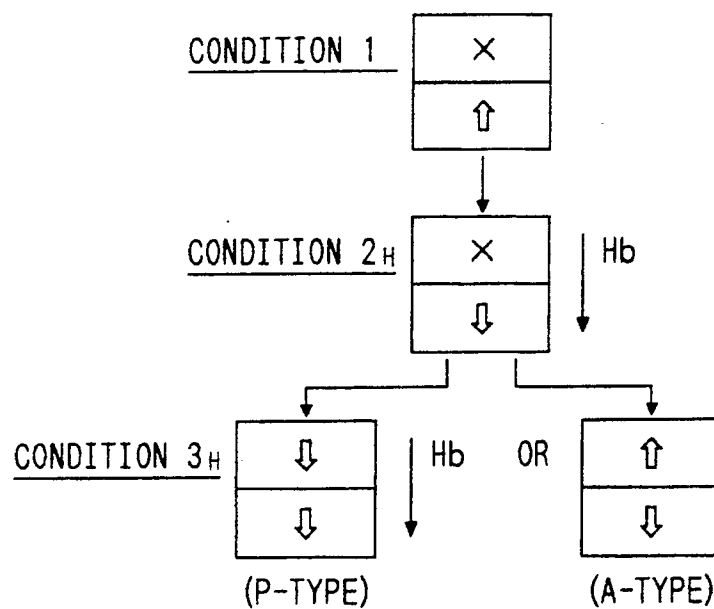 CONDITION 1
×
CONDITION 2H
×
Hb
CONDITION 3H
Hb OR
(P-TYPE) (A-TYPE)